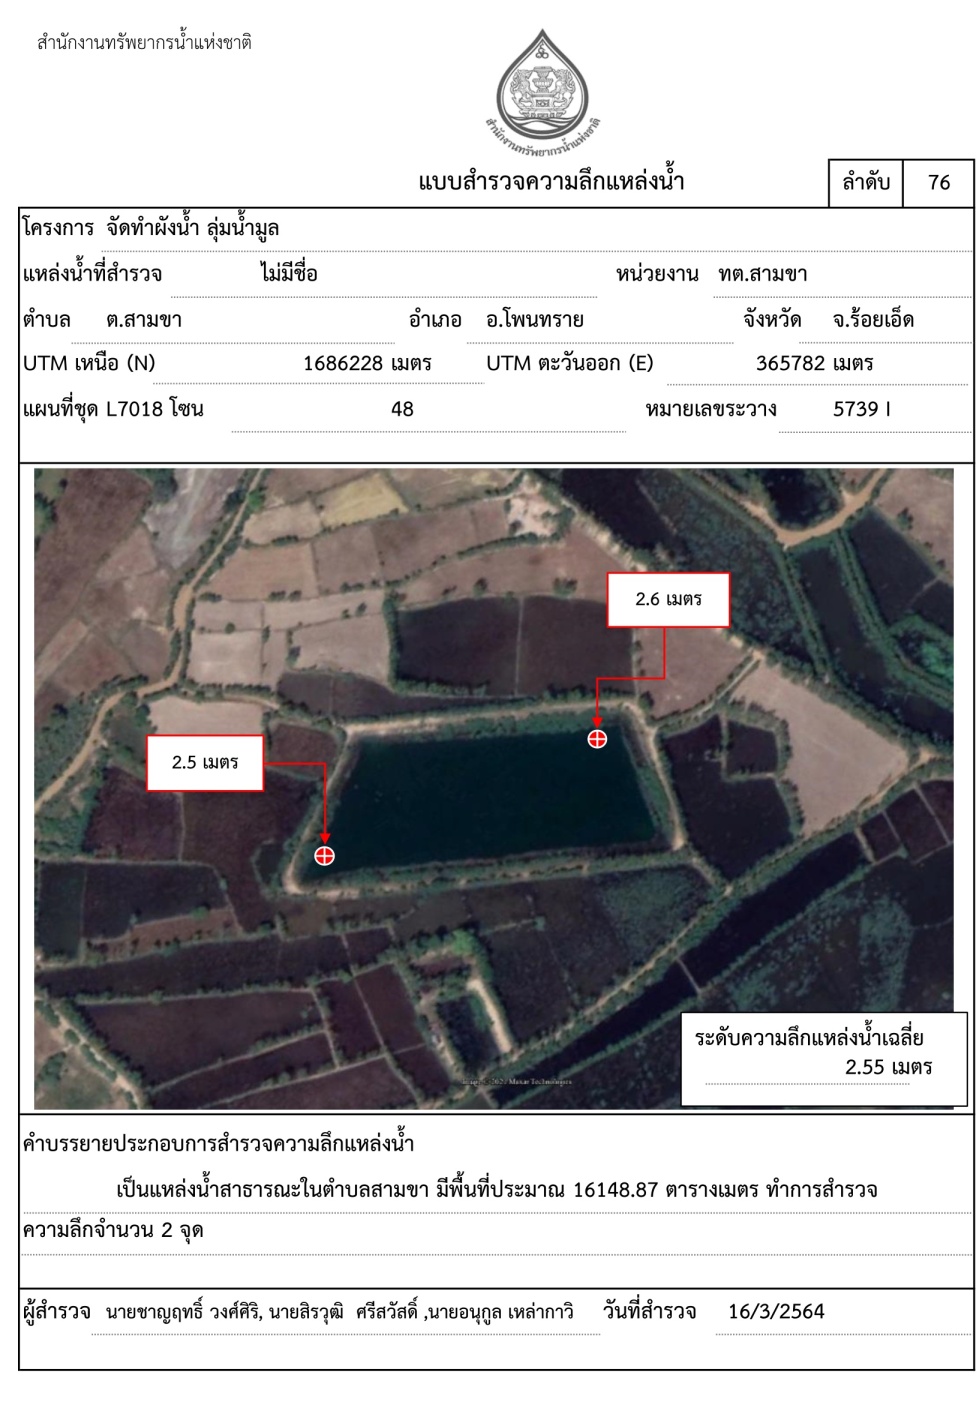 สำนักงานทรัพยากรน้ำแห่งชาติ
สำนักงานทรัพยากรน้ำแห่งชาติ
แบบสำรวจความลึกแหล่งน้ำ ลำดับ 76
โครงการ จัดทำผังน้ำ ลุ่มน้ำมูล
แหล่งน้ำที่สำรวจ ไม่มีชื่อ หน่วยงาน ทต.สามขา
ตำบล ต.สามขา อำเภอ อ.โพนทราย จังหวัด จ.ร้อยเอ็ด
UTM เหนือ (N) 1686228 เมตร UTM ตะวันออก (E) 365782 เมตร
แผนที่ชุด L7018 โซน 48 หมายเลขระวาง 5739 I
2.6 เมตร
2.5 เมตร
ระดับความลึกแหล่งน้ำเฉลี่ย
2.55 เมตร
คำบรรยายประกอบการสำรวจความลึกแหล่งน้ำ
เป็นแหล่งน้ำสาธารณะในตำบลสามขา มีพื้นที่ประมาณ 16148.87 ตารางเมตร ทำการสำรวจ
ความลึกจำนวน 2 จุด
ผู้สำรวจ นายชาญฤทธิ์ วงศ์ศิริ, นายสิรวุฒิ ศรีสวัสดิ์ ,นายอนุกูล เหล่ากาวี วันที่สำรวจ 16/3/2564